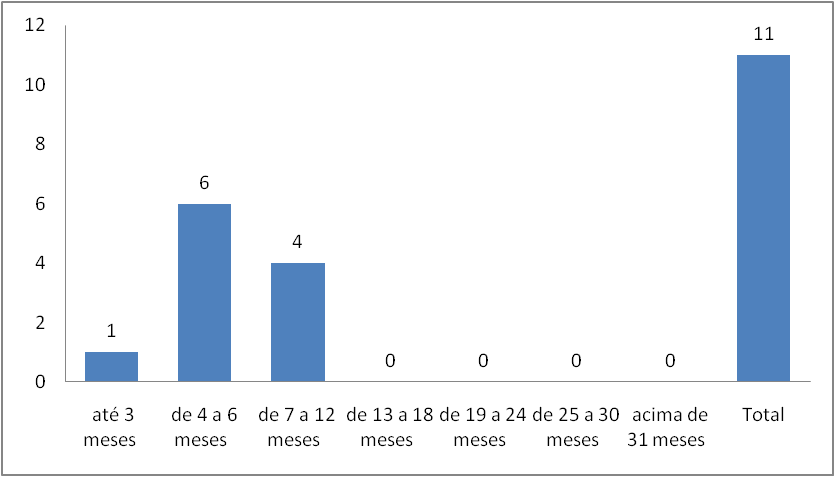 12
10
8
6
4
2
0
1
6
4
0
0
0
0
11
até 3
meses
de 4 a 6
meses
de 7 a 12
meses
de 13 a 18
meses
de 19 a 24
meses
de 25 a 30
meses
acima de
31 meses
Total